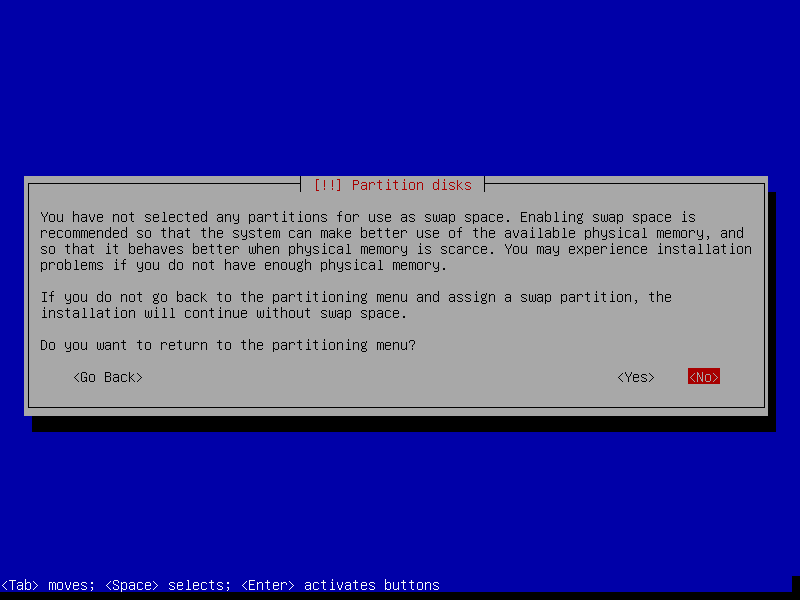 [!!] Partition disks
You have not selected any partitions for use as swap space. Enabling swap space is
recommended so that the system can make better use of the available physical memory, and
so that it behaves better when physical memory is scarce. You may experience installation
problems if you do not have enough physical memory.
If you do not go back to the partitioning menu and assign a swap partition, the
installation will continue without swap space.
Do you want to return to the partitioning menu?
<Go Back> <Yes> <No>
<Tab> moves; <Space> selects; <Enter> activates buttons